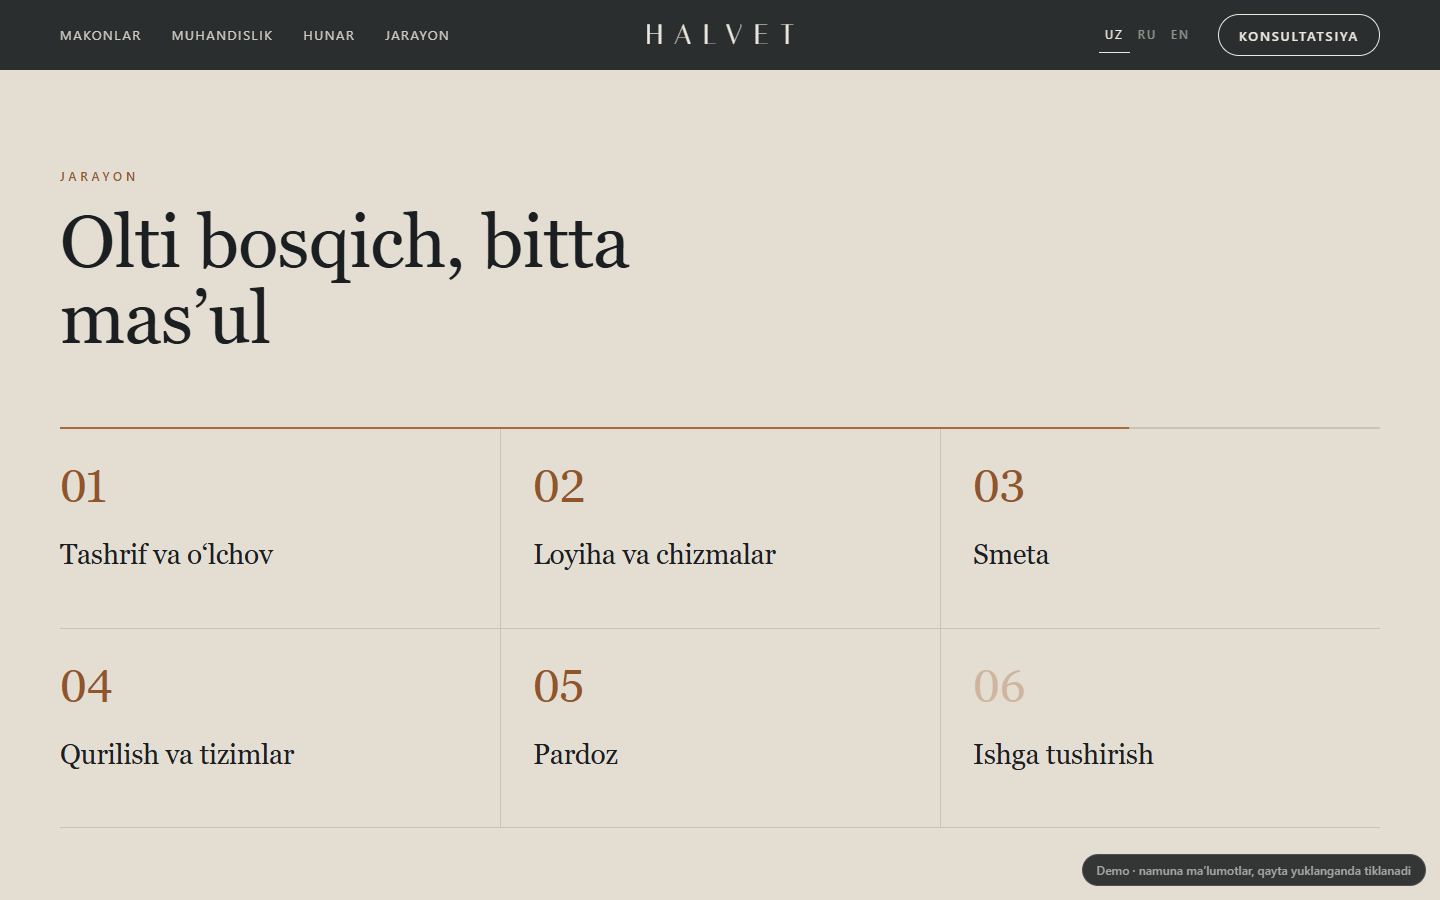 MAKONLAR MUHANDISLIK HUNAR JARAYON HALVET UZ RU EN KONSULTATSIYA
JARAYON
Olti bosqich, bitta
mas’ul
01 02 03
Tashrif va o‘lchov Loyiha va chizmalar Smeta
04 05 06
Qurilish va tizimlar Pardoz Ishga tushirish
Demo · namuna ma’lumotlar, qayta yuklanganda tiklanadi